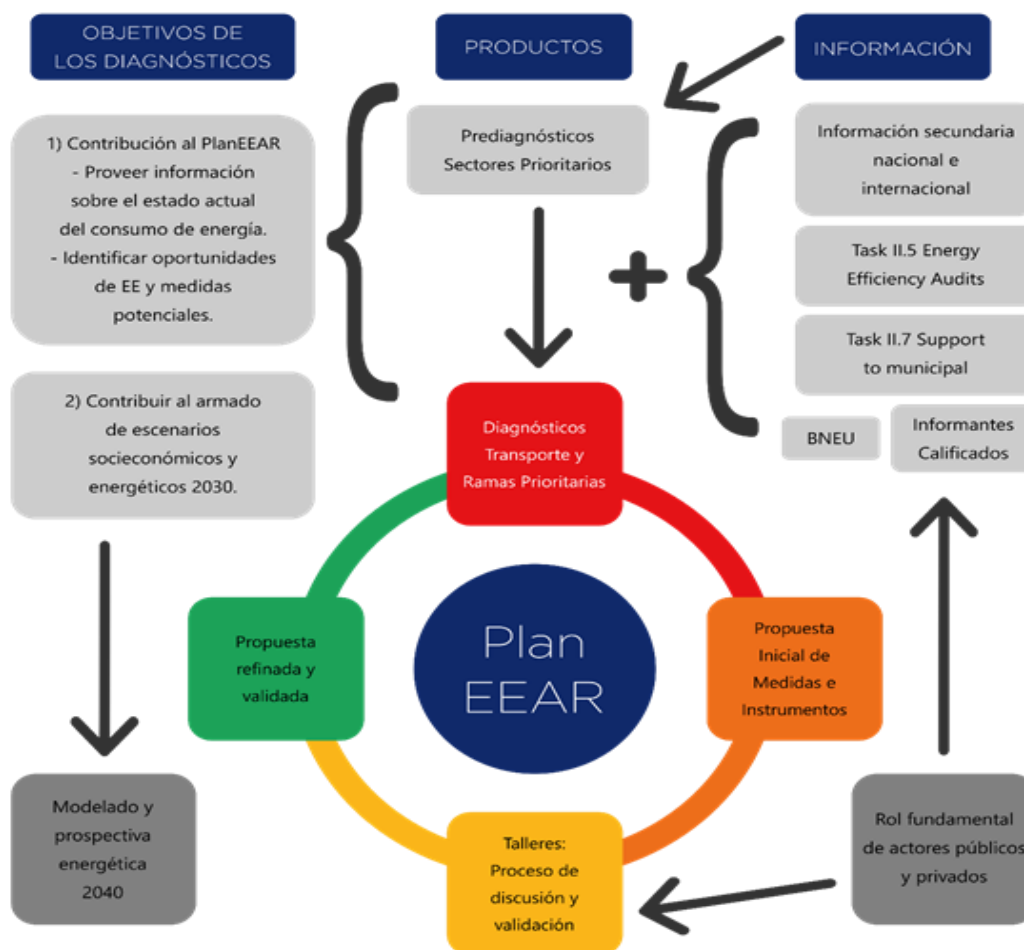 OBJETIVOS DE
LOS DIAGNÓSTICOS
1) Contribución al PlanEEAR
- Proveer información
sobre el estado actual
del consumo de energía.
- Identificar oportunidades
de EE y medidas
potenciales.
2) Contribuir al armado
de escenarios
socieconómicos y
energéticos 2030.
Modelado y
prospectiva
energética
2040
PRODUCTOS
Prediagnósticos
Sectores Prioritarios
+
INFORMACIÓN
Información secundaria
nacional e
internacional
Task II.5 Energy
Efficiency Audits
Task II.7 Support
to municipal
BNEU
Informantes
Calificados
Rol fundamental
de actores públicos
y privados
Diagnósticos
Transporte y
Ramas Prioritarias
Propuesta
Inicial de
Medidas e
Instrumentos
Talleres:
Proceso de
discusión y
validación
Propuesta
refinada y
validada
Plan
EEAR